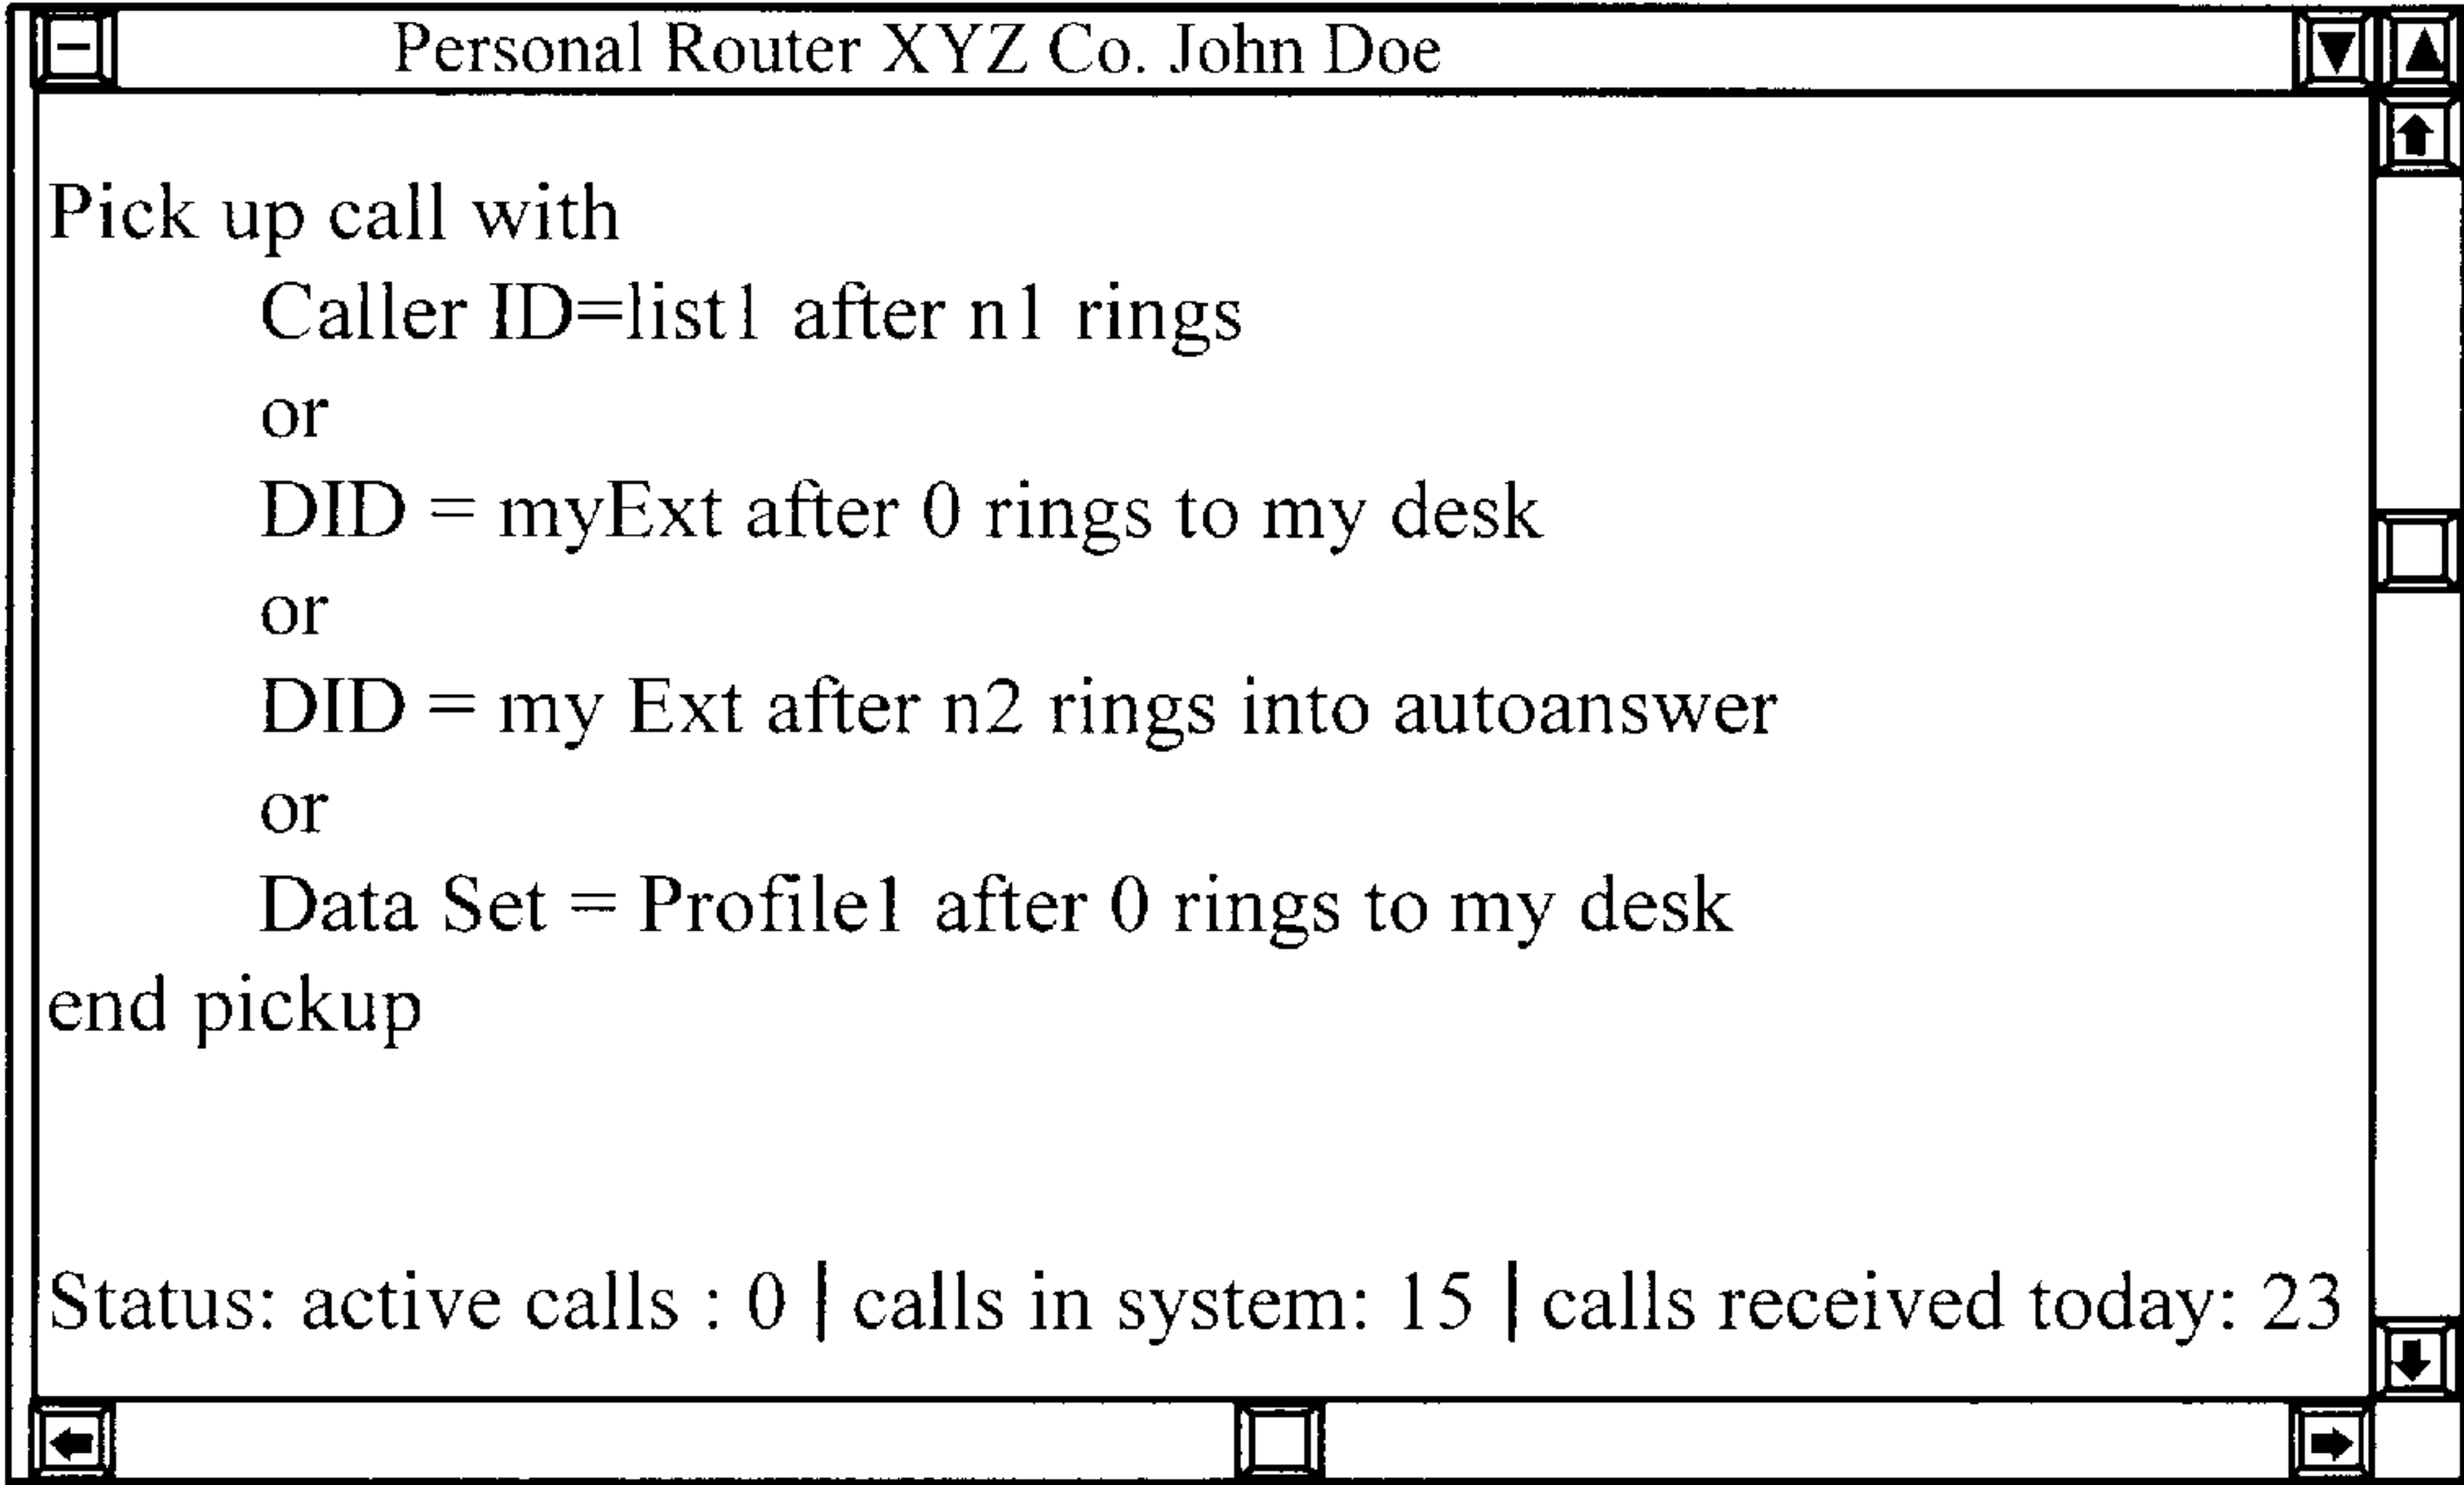 Personal Router XYZ Co. John Doe
Pick up call with
Caller ID=list1 after n1 rings
or
DID = myExt after 0 rings to my desk
or
DID = my Ext after n2 rings into autoanswer
or
Data Set = Profile1 after 0 rings to my desk
end pickup
Status: active calls : 0 | calls in system: 15 | calls received today: 23